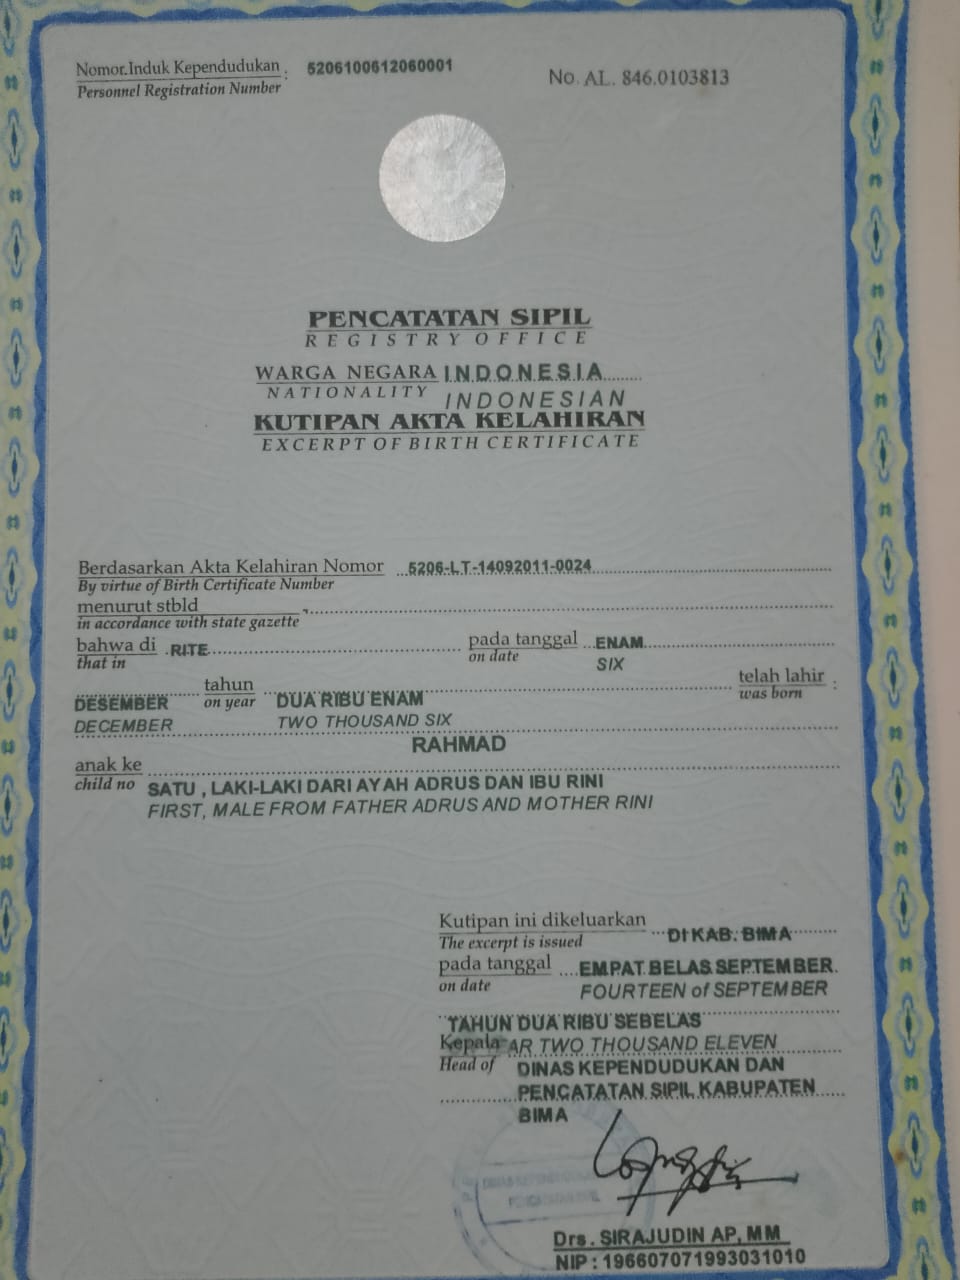 Nomor Induk Kependudukan : 5206100612060001
Personnel Registration Number
No. AL. 846.0103813
PENCATATAN SIPIL
REGISTRY OFFICE
WARGA NEGARA INDONESIA
NATIONALITY INDONESIAN
KUTIPAN AKTA KELAHIRAN
EXCERPT OF BIRTH CERTIFICATE
Berdasarkan Akta Kelahiran Nomor 5206-LT-14092011-0024
By virtue of Birth Certificate Number
menurut stbld
in accordance with state gazette
bahwa di RITE pada tanggal ENAM
that in on date SIX
telah lahir :
was born
DESEMBER tahun DUA RIBU ENAM
DECEMBER on year TWO THOUSAND SIX
RAHMAD
anak ke
child no SATU , LAKI-LAKI DARI AYAH ADRUS DAN IBU RINI
FIRST, MALE FROM FATHER ADRUS AND MOTHER RINI
Kutipan ini dikeluarkan DI KAB. BIMA
The excerpt is issued
pada tanggal EMPAT BELAS SEPTEMBER
on date FOURTEEN of SEPTEMBER
TAHUN DUA RIBU SEBELAS
Kepala AR TWO THOUSAND ELEVEN
Head of DINAS KEPENDUDUKAN DAN
PENCATATAN SIPIL KABUPATEN
BIMA
Drs. SIRAJUDIN AP, MM
NIP : 196607071993031010